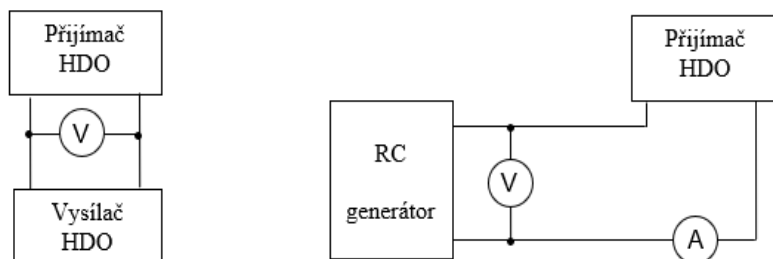 Přijímač
HDO
V
Vysílač
HDO
Přijímač
HDO
RC
generátor
V
A